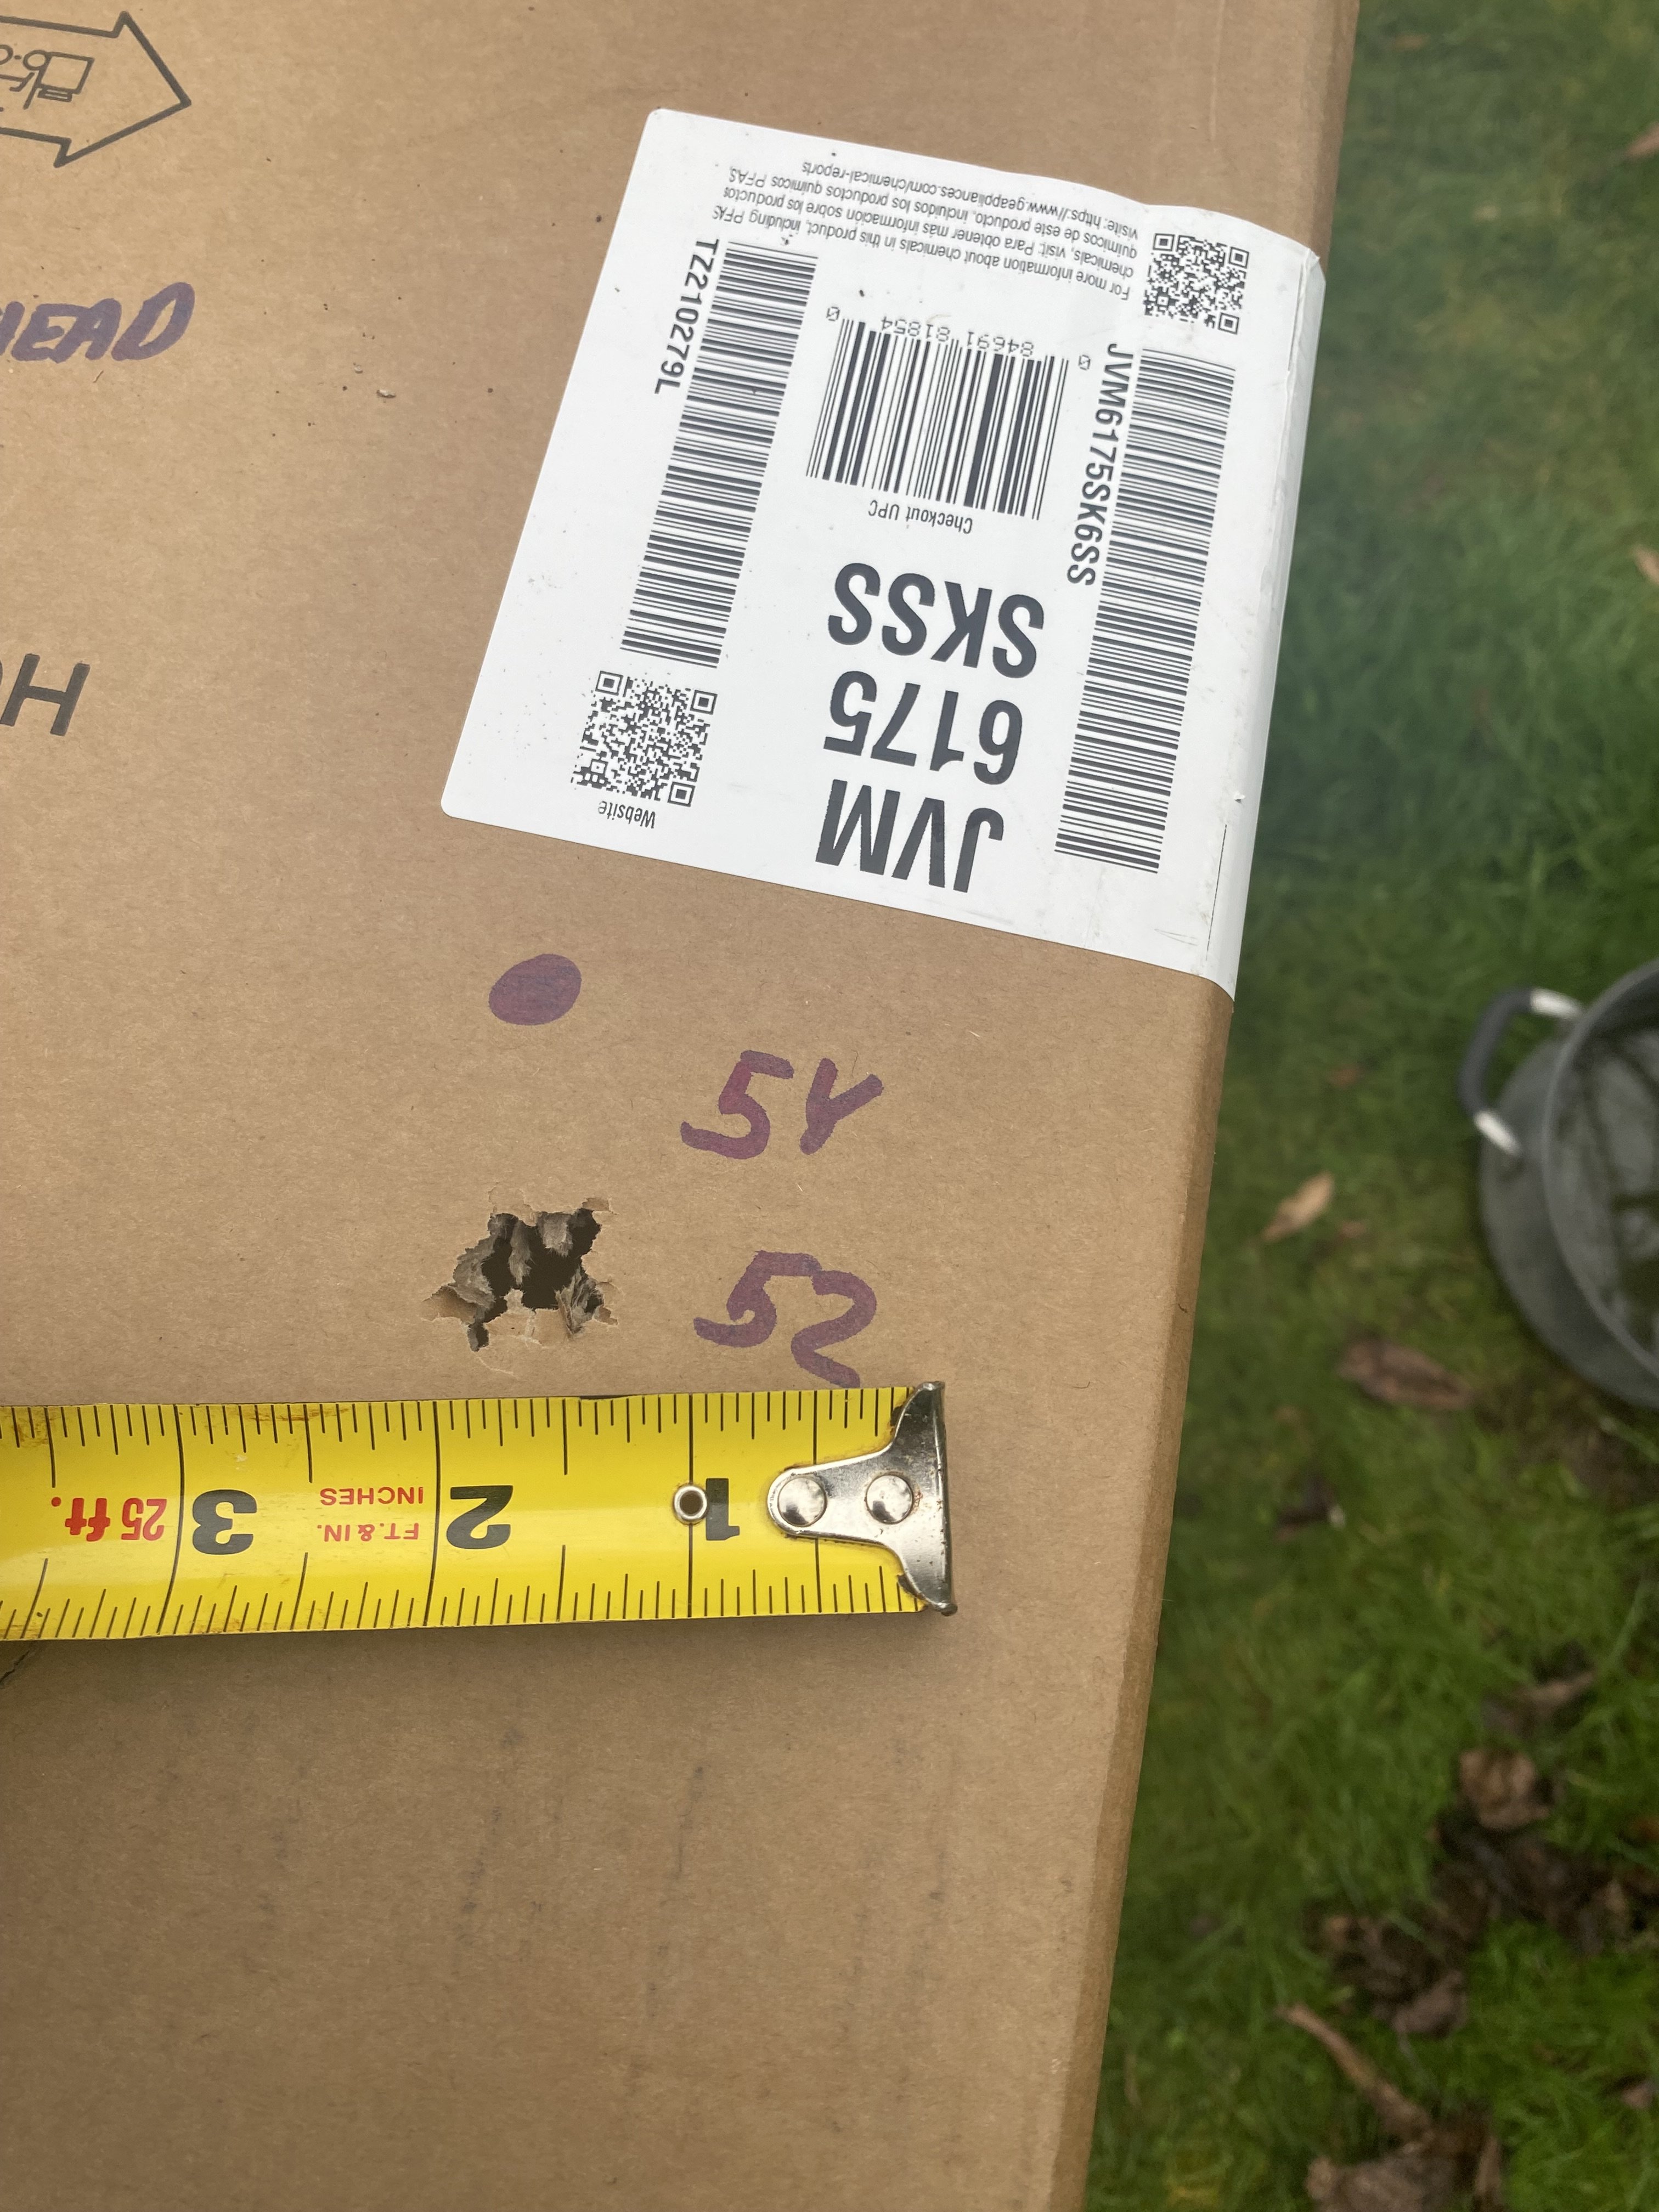 HEAD
For more information about chemicals in this product, including PFAS
chemicals, visit: Para obtener más información sobre los productos
químicos de este producto, incluidos los productos químicos PFAS,
visite: https://www.geappliances.com/chemical-reports
JVM6175SK6SS
0 84691 81854 0
Checkout UPC
TZ210279L
JVM
6175
SKSS
Website
54
52
1
2
FT. & IN.
INCHES
3
25 ft.